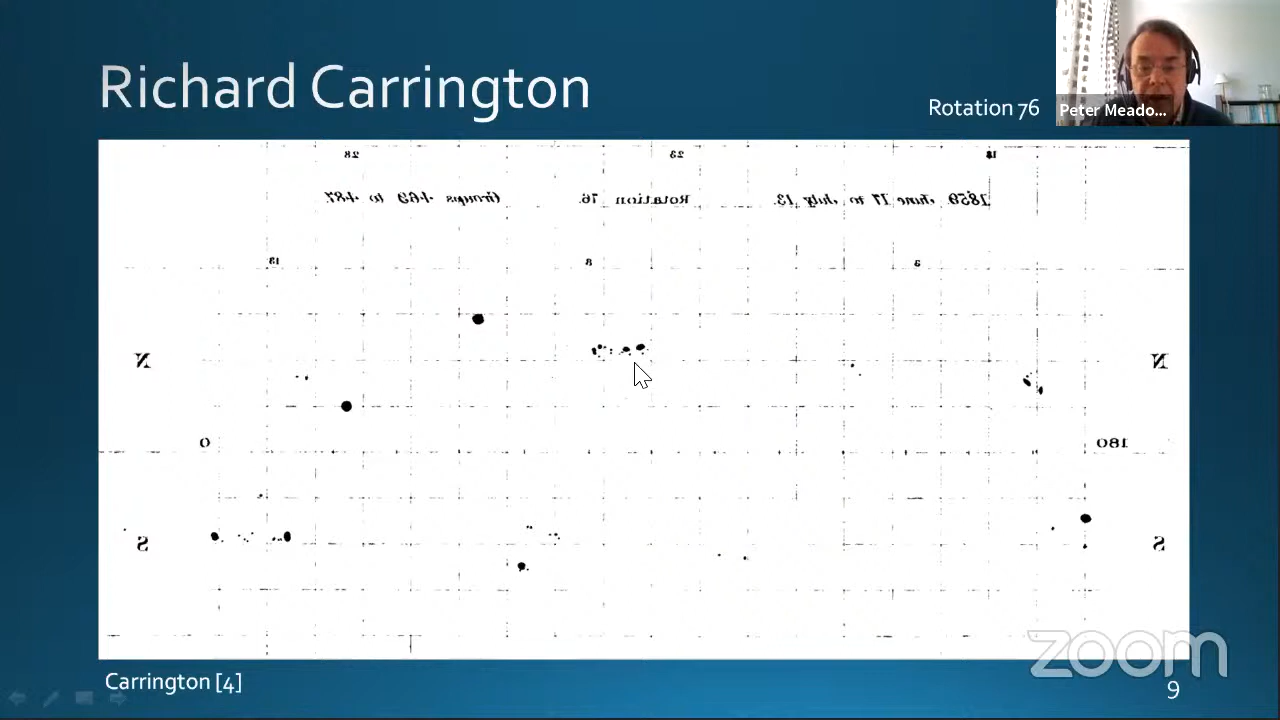 Richard Carrington
Rotation 76
Peter Meado...
28 23 18
Groups 469 to 487. Rotation 76. 1859. June 17 to July 13.
13 8 3
N N
0 180
S S
zoom
Carrington [4]
9